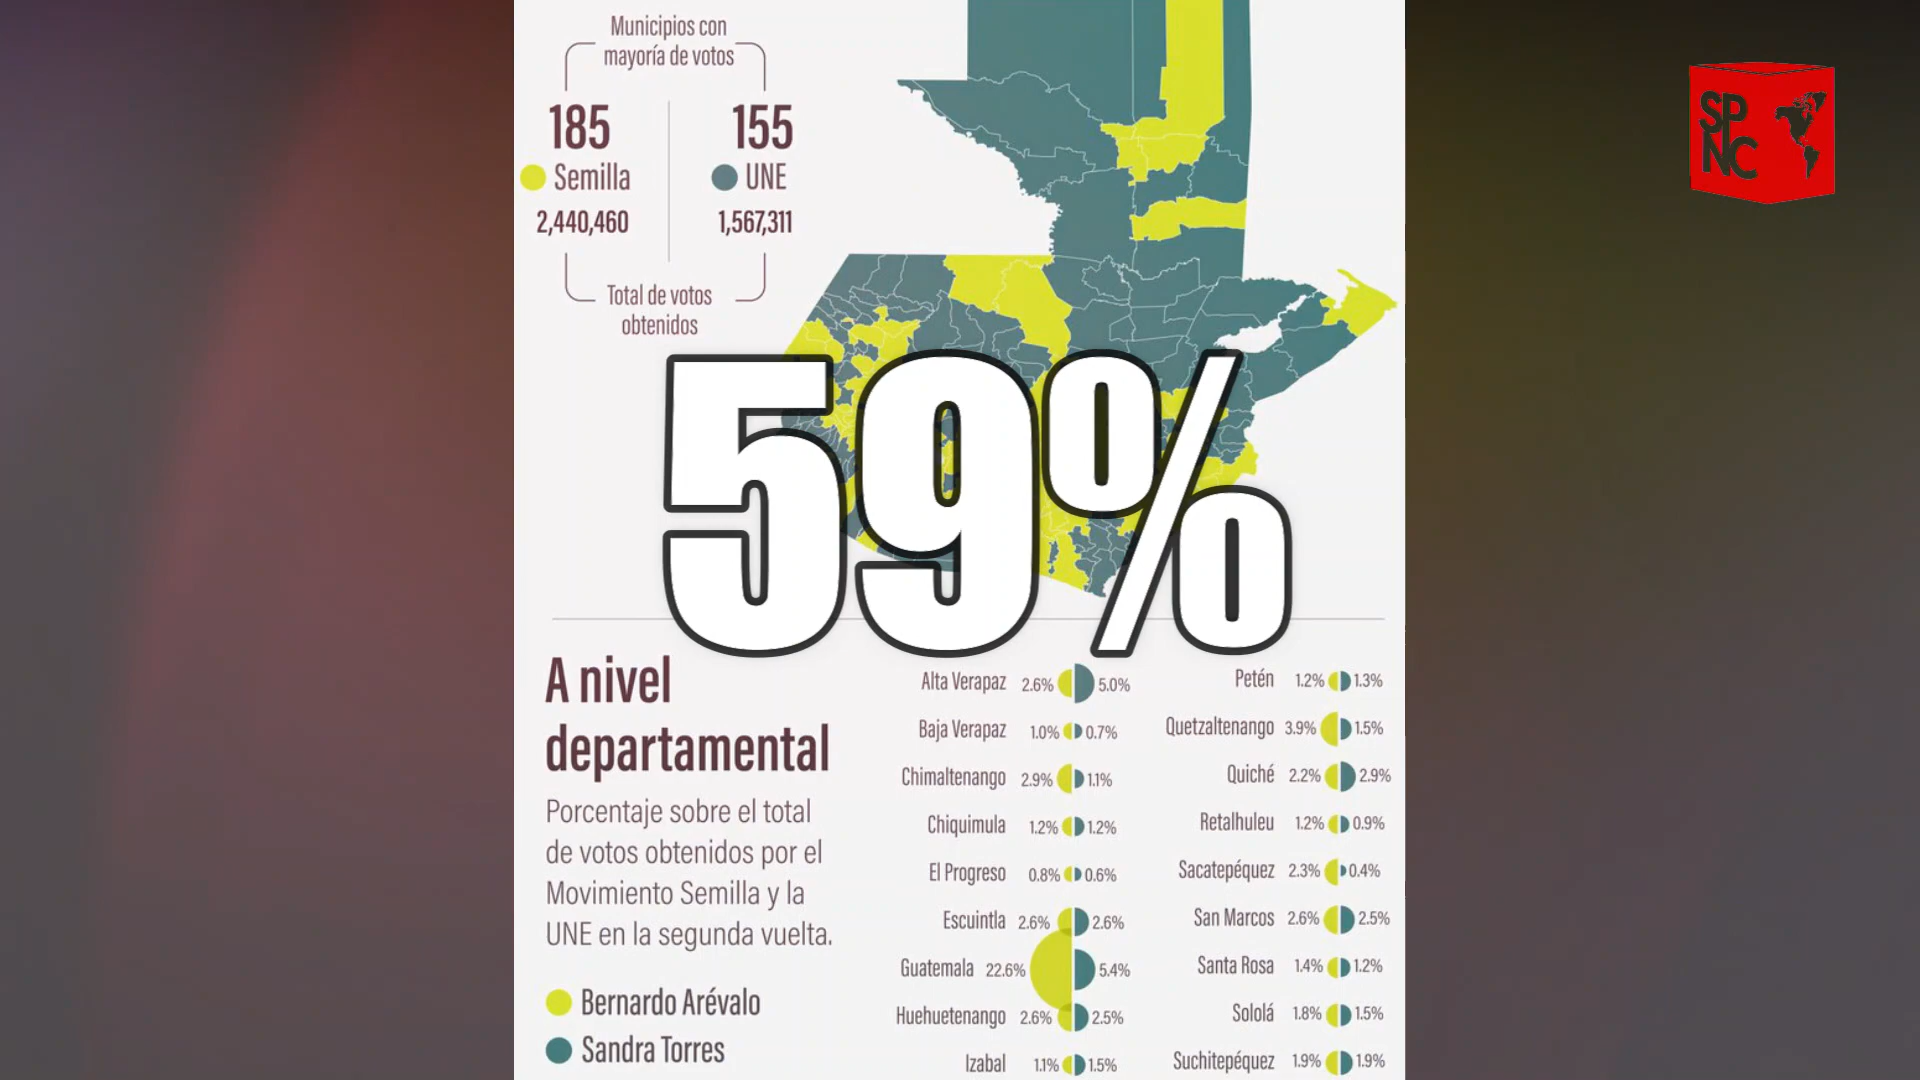 Municipios con
mayoría de votos
185
155
Semilla
UNE
2,440,460
1,567,311
Total de votos
obtenidos
SP
NC
59%
A nivel
departamental
Porcentaje sobre el total
de votos obtenidos por el
Movimiento Semilla y la
UNE en la segunda vuelta.
Bernardo Arévalo
Sandra Torres
Alta Verapaz 2.6% 5.0%
Baja Verapaz 1.0% 0.7%
Chimaltenango 2.9% 1.1%
Chiquimula 1.2% 1.2%
El Progreso 0.8% 0.6%
Escuintla 2.6% 2.6%
Guatemala 22.6% 5.4%
Huehuetenango 2.6% 2.5%
Izabal 1.1% 1.5%
Petén 1.2% 1.3%
Quetzaltenango 3.9% 1.5%
Quiché 2.2% 2.9%
Retalhuleu 1.2% 0.9%
Sacatepéquez 2.3% 0.4%
San Marcos 2.6% 2.5%
Santa Rosa 1.4% 1.2%
Sololá 1.8% 1.5%
Suchitepéquez 1.9% 1.9%